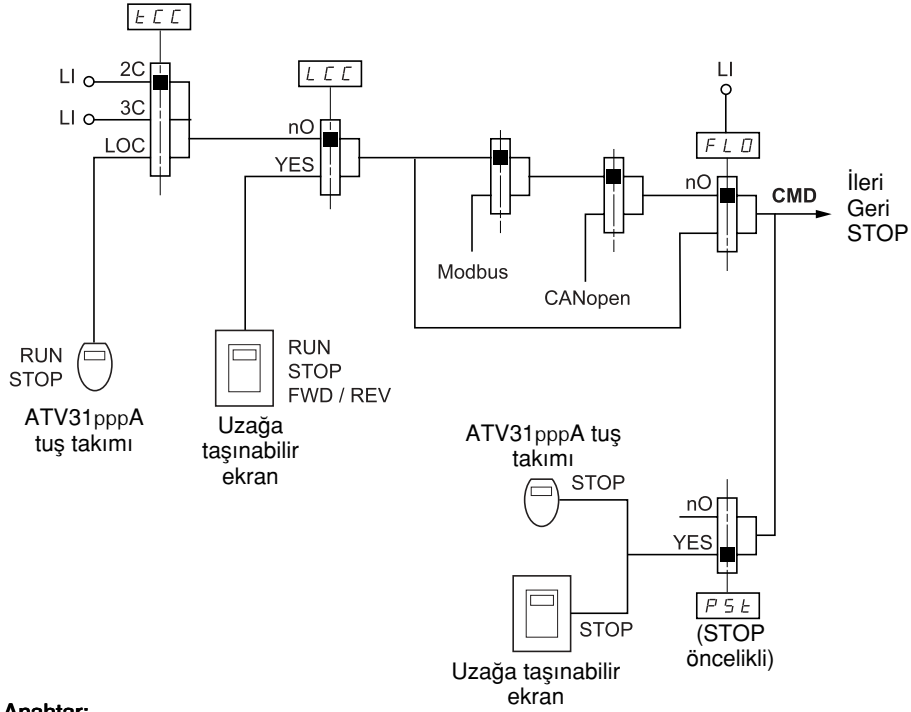 tCC
LCC
LI
2C
LI
3C
LOC
nO
YES
LI
FLO
nO
CMD
İleri
Geri
STOP
Modbus
CANopen
RUN
STOP
ATV31pppA
tuş takımı
RUN
STOP
FWD / REV
Uzağa
taşınabilir
ekran
ATV31pppA tuş
takımı
STOP
nO
YES
STOP
Uzağa taşınabilir
ekran
PSt
(STOP
öncelikli)
Anahtar: